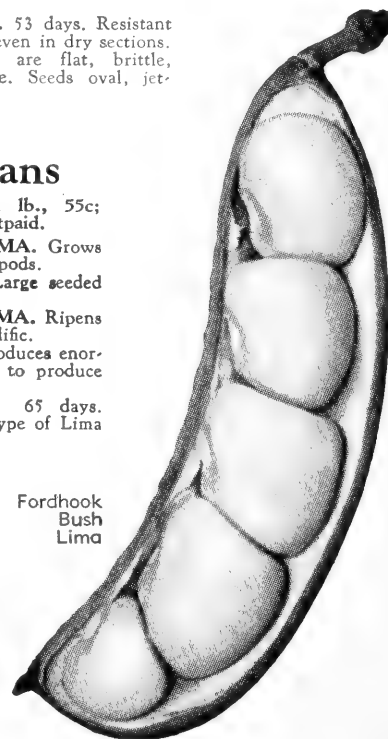 . 53 days. Resistant
even in dry sections.
are flat, brittle,
e. Seeds oval, jet-
ans
lb., 55c;
tpaid.
MA. Grows
pods.
Large seeded
MA. Ripens
lific.
oduces enor-
to produce
65 days.
ype of Lima
Fordhook
Bush
Lima